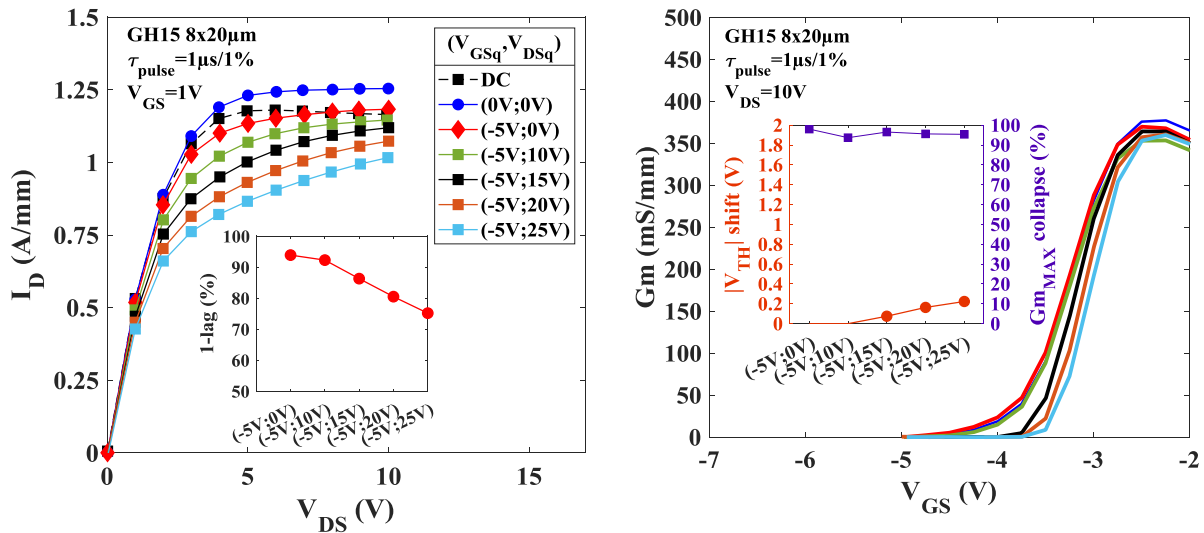 GH15 8x20μm
τpulse=1μs/1%
VGS=1V
(VGSq,VDSq)
DC
(0V;0V)
(-5V;0V)
(-5V;10V)
(-5V;15V)
(-5V;20V)
(-5V;25V)
1.5
1.25
1
0.75
0.5
0.25
0
ID (A/mm)
0
5
10
15
VDS (V)
100
90
80
70
60
50
1-lag (%)
(-5V;0V)
(-5V;10V)
(-5V;15V)
(-5V;20V)
(-5V;25V)
GH15 8x20μm
τpulse=1μs/1%
VDS=10V
500
450
400
350
300
250
200
150
100
50
0
Gm (mS/mm)
-7
-6
-5
-4
-3
-2
VGS (V)
2
1.8
1.6
1.4
1.2
1
0.8
0.6
0.4
0.2
0
|VTH| shift (V)
100
90
80
70
60
50
40
30
20
10
0
GmMAX collapse (%)
(-5V;0V)
(-5V;10V)
(-5V;15V)
(-5V;20V)
(-5V;25V)